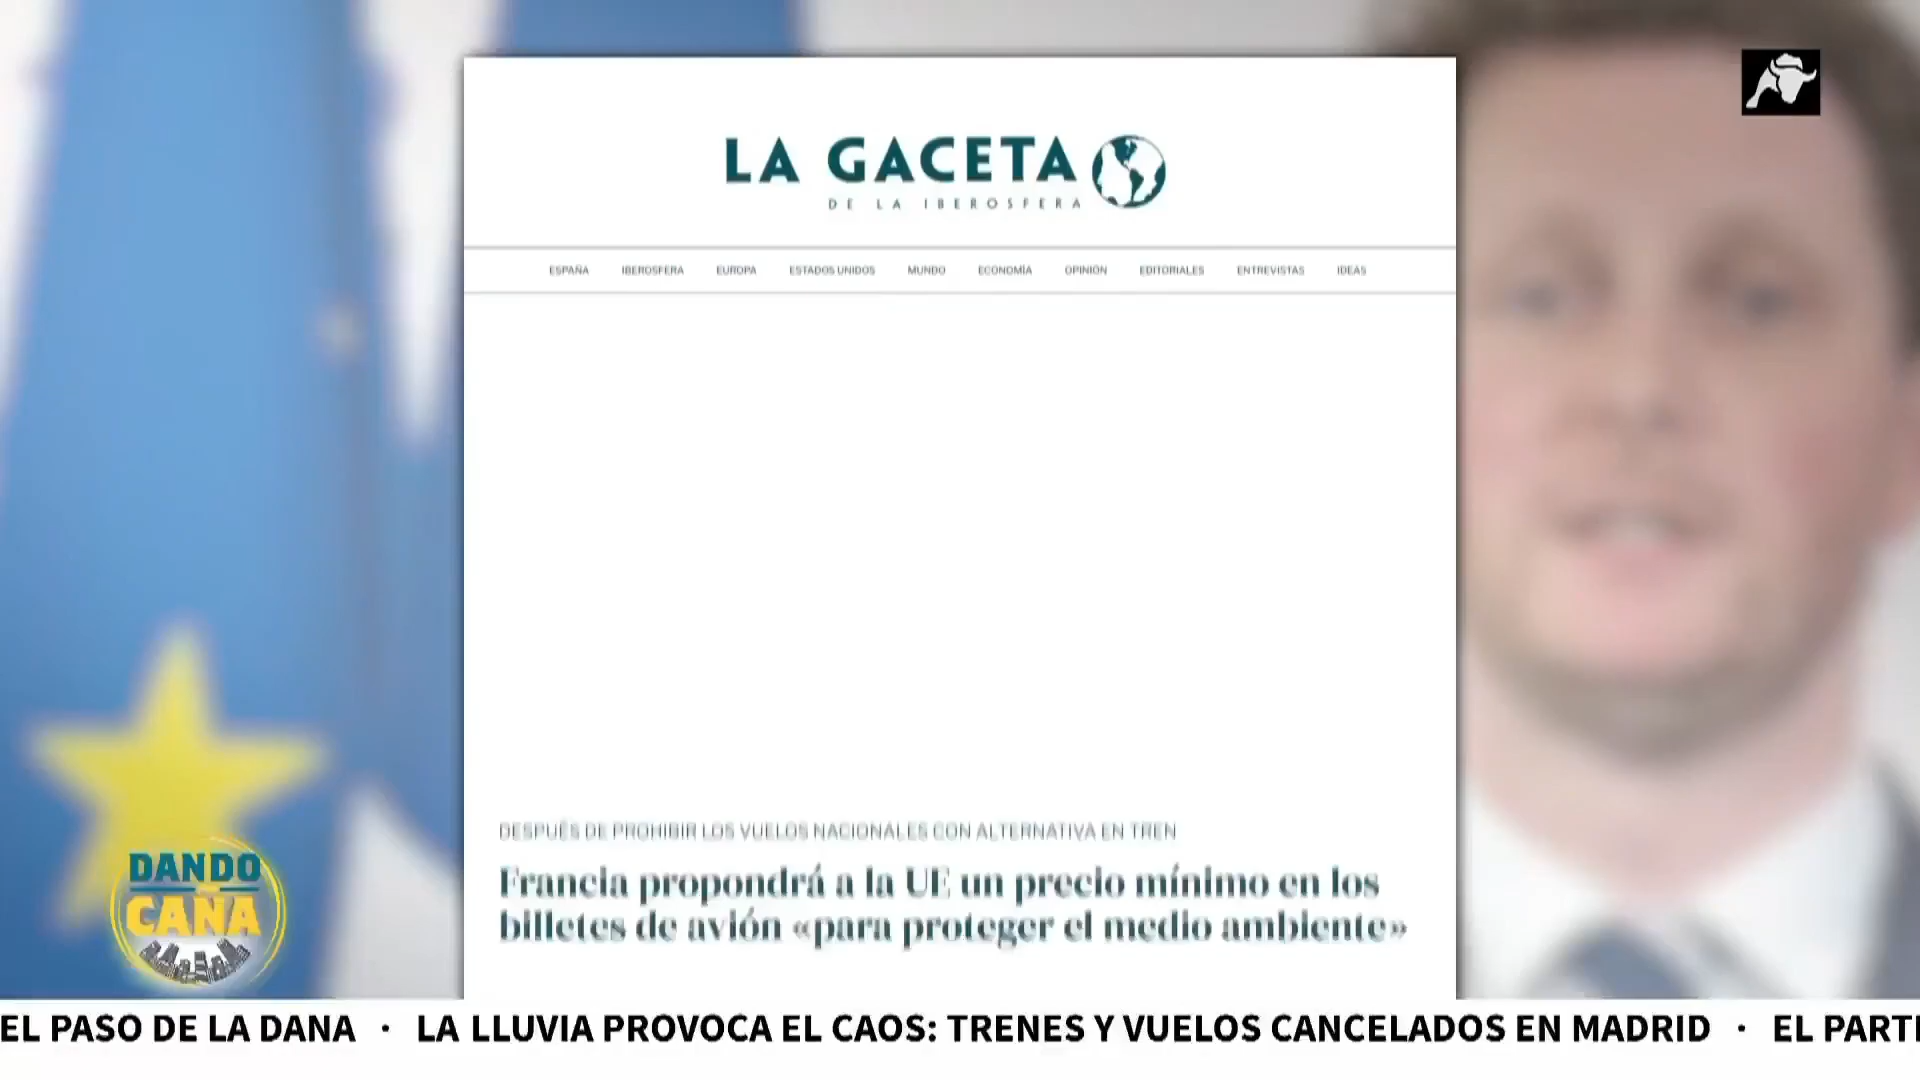 LA GACETA
DE LA IBEROSFERA
ESPAÑA IBEROSFERA EUROPA ESTADOS UNIDOS MUNDO ECONOMÍA OPINIÓN EDITORIALES ENTREVISTAS IDEAS
DESPUÉS DE PROHIBIR LOS VUELOS NACIONALES CON ALTERNATIVA EN TREN
Francia propondrá a la UE un precio mínimo en los
billetes de avión «para proteger el medio ambiente»
DANDO
CAÑA
EL PASO DE LA DANA · LA LLUVIA PROVOCA EL CAOS: TRENES Y VUELOS CANCELADOS EN MADRID · EL PARTI